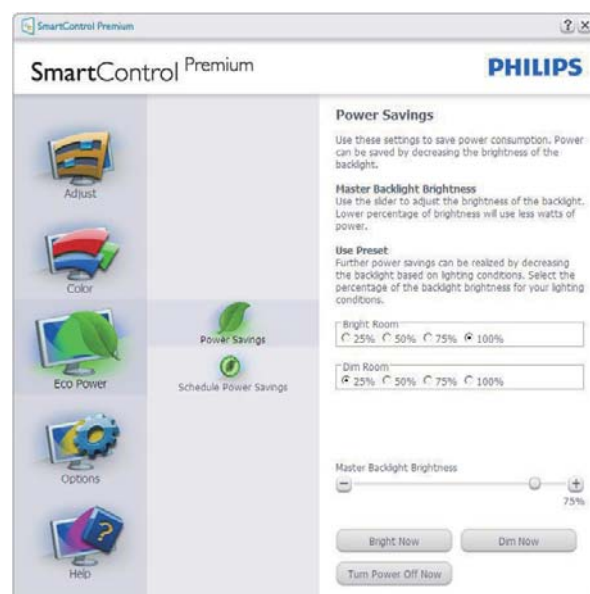 SmartControl Premium
? X
SmartControl Premium
PHILIPS
Adjust
Color
Eco Power
Options
Help
Power Savings
Schedule Power Savings
Power Savings
Use these settings to save power consumption. Power
can be saved by decreasing the brightness of the
backlight.
Master Backlight Brightness
Use the slider to adjust the brightness of the backlight.
Lower percentage of brightness will use less watts of
power.
Use Preset
Further power savings can be realized by decreasing
the backlight based on lighting conditions. Select the
percentage of the backlight brightness for your lighting
conditions.
Bright Room
25% 50% 75% 100%
Dim Room
25% 50% 75% 100%
Master Backlight Brightness
75%
Bright Now Dim Now
Turn Power Off Now